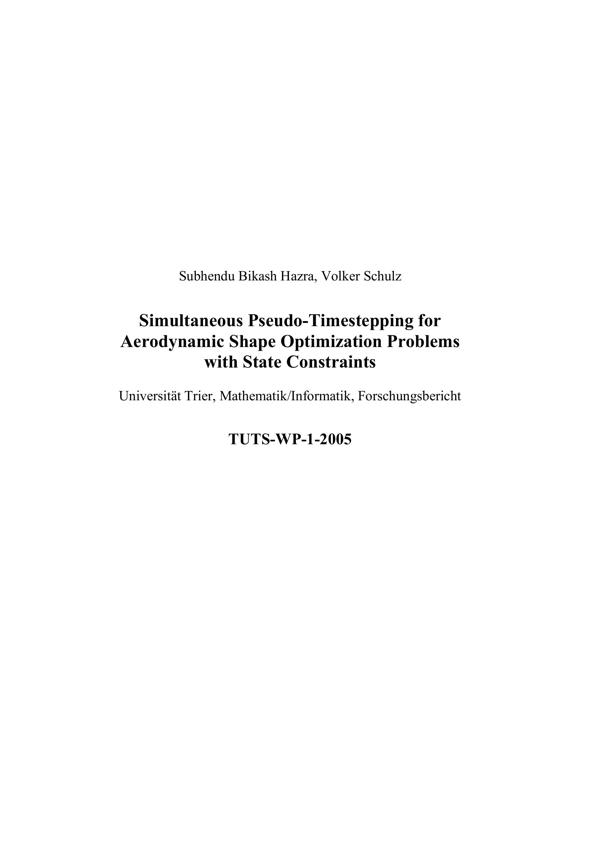 Subhendu Bikash Hazra, Volker Schulz
Simultaneous Pseudo-Timestepping for
Aerodynamic Shape Optimization Problems
with State Constraints
Universität Trier, Mathematik/Informatik, Forschungsbericht
TUTS-WP-1-2005